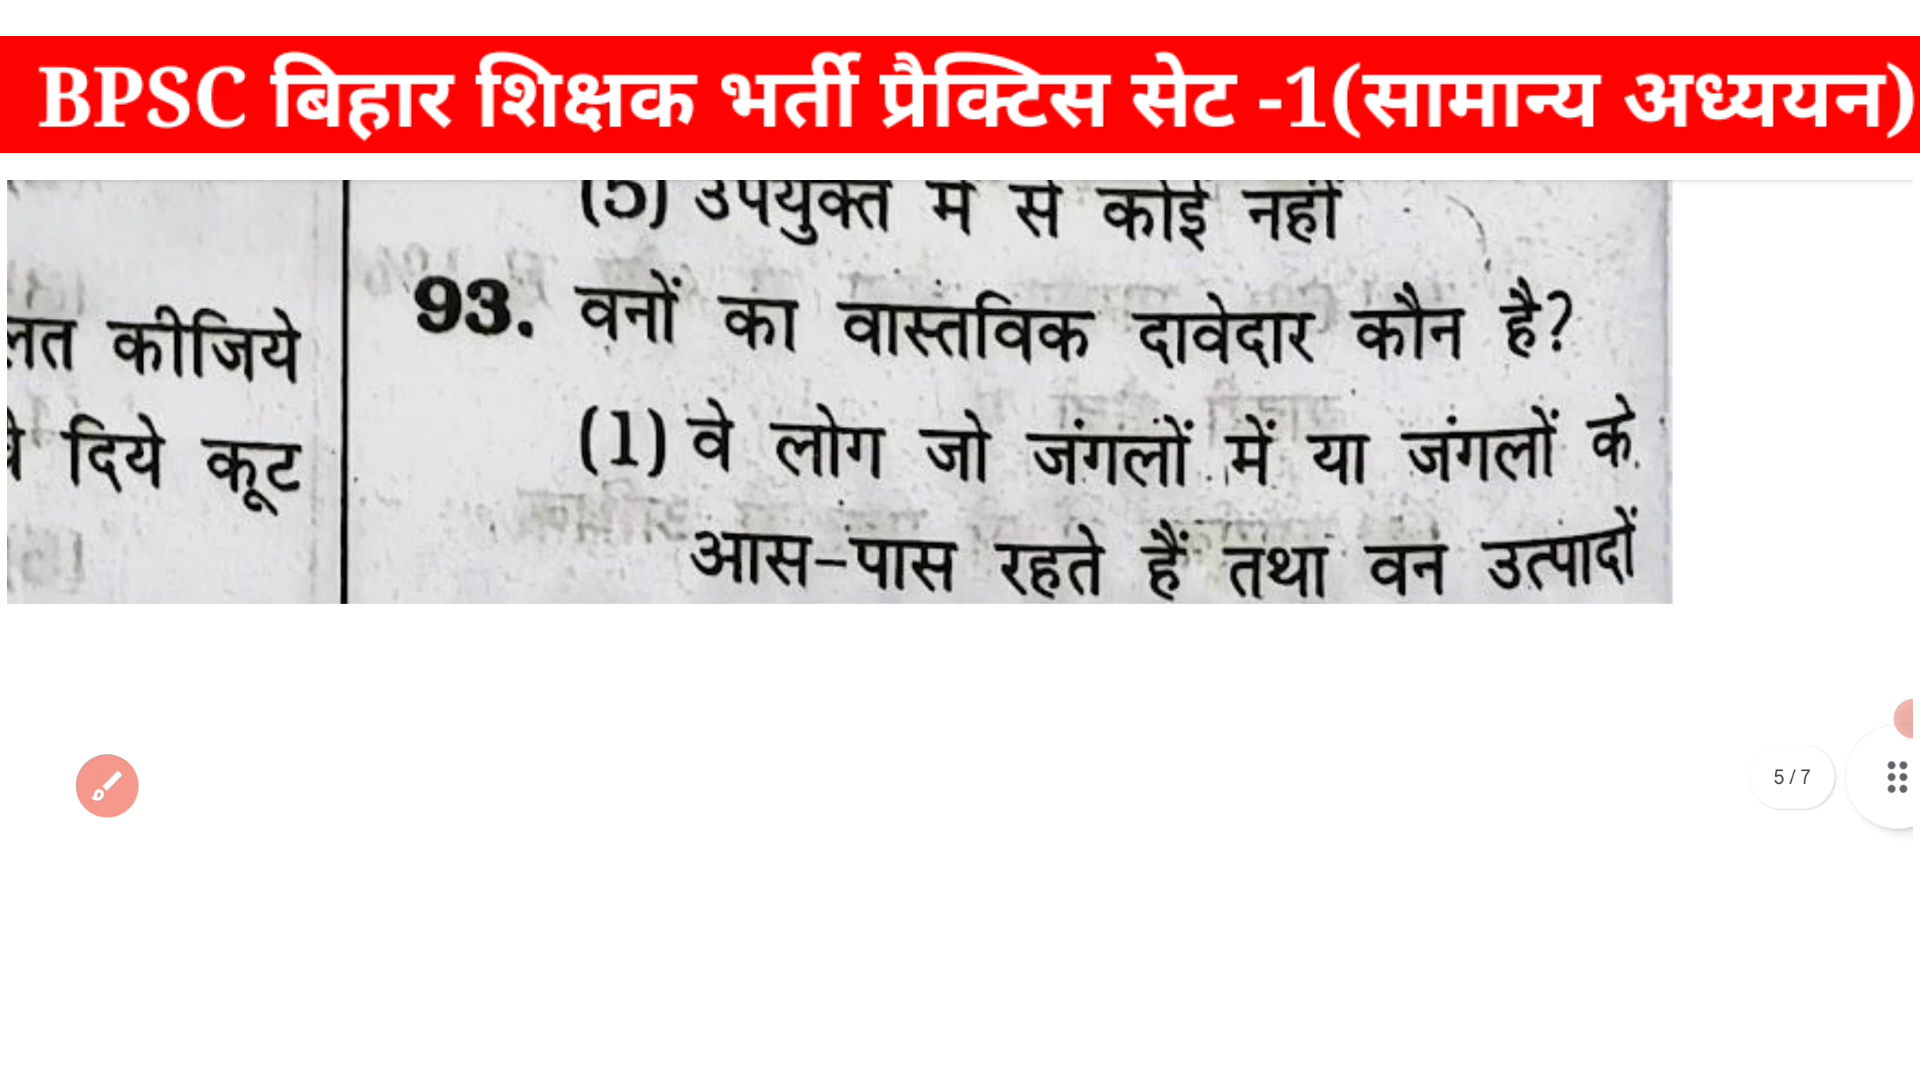 BPSC बिहार शिक्षक भर्ती प्रैक्टिस सेट -1(सामान्य अध्ययन)
(5) उपर्युक्त में से कोई नहीं
93. वनों का वास्तविक दावेदार कौन है?
कीजिये
(1) वे लोग जो जंगलों में या जंगलों के
दिये कूट
आस-पास रहते हैं तथा वन उत्पादों
5 / 7